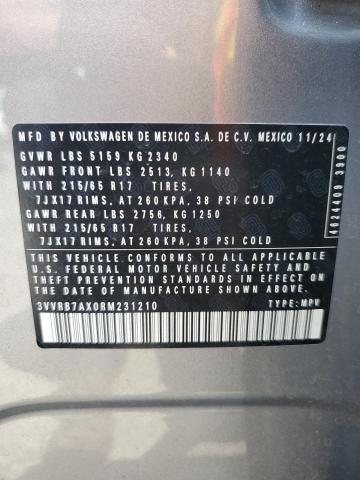 MFD BY VOLKSWAGEN DE MEXICO S.A. DE C.V. MEXICO 11/24
GVWR LBS 5159 KG 2340
GAWR FRONT LBS 2513, KG 1140
WITH 215/65 R17 TIRES,
7JX17 RIMS, AT 260 KPA, 38 PSI COLD
GAWR REAR LBS 2756, KG 1250
WITH 215/65 R17 TIRES,
7JX17 RIMS, AT 260 KPA, 38 PSI COLD
THIS VEHICLE CONFORMS TO ALL APPLICABLE
U.S. FEDERAL MOTOR VEHICLE SAFETY AND
THEFT PREVENTION STANDARDS IN EFFECT ON
THE DATE OF MANUFACTURE SHOWN ABOVE.
3VVRB7AX0RM231210 TYPE: MPV
4624409 3900